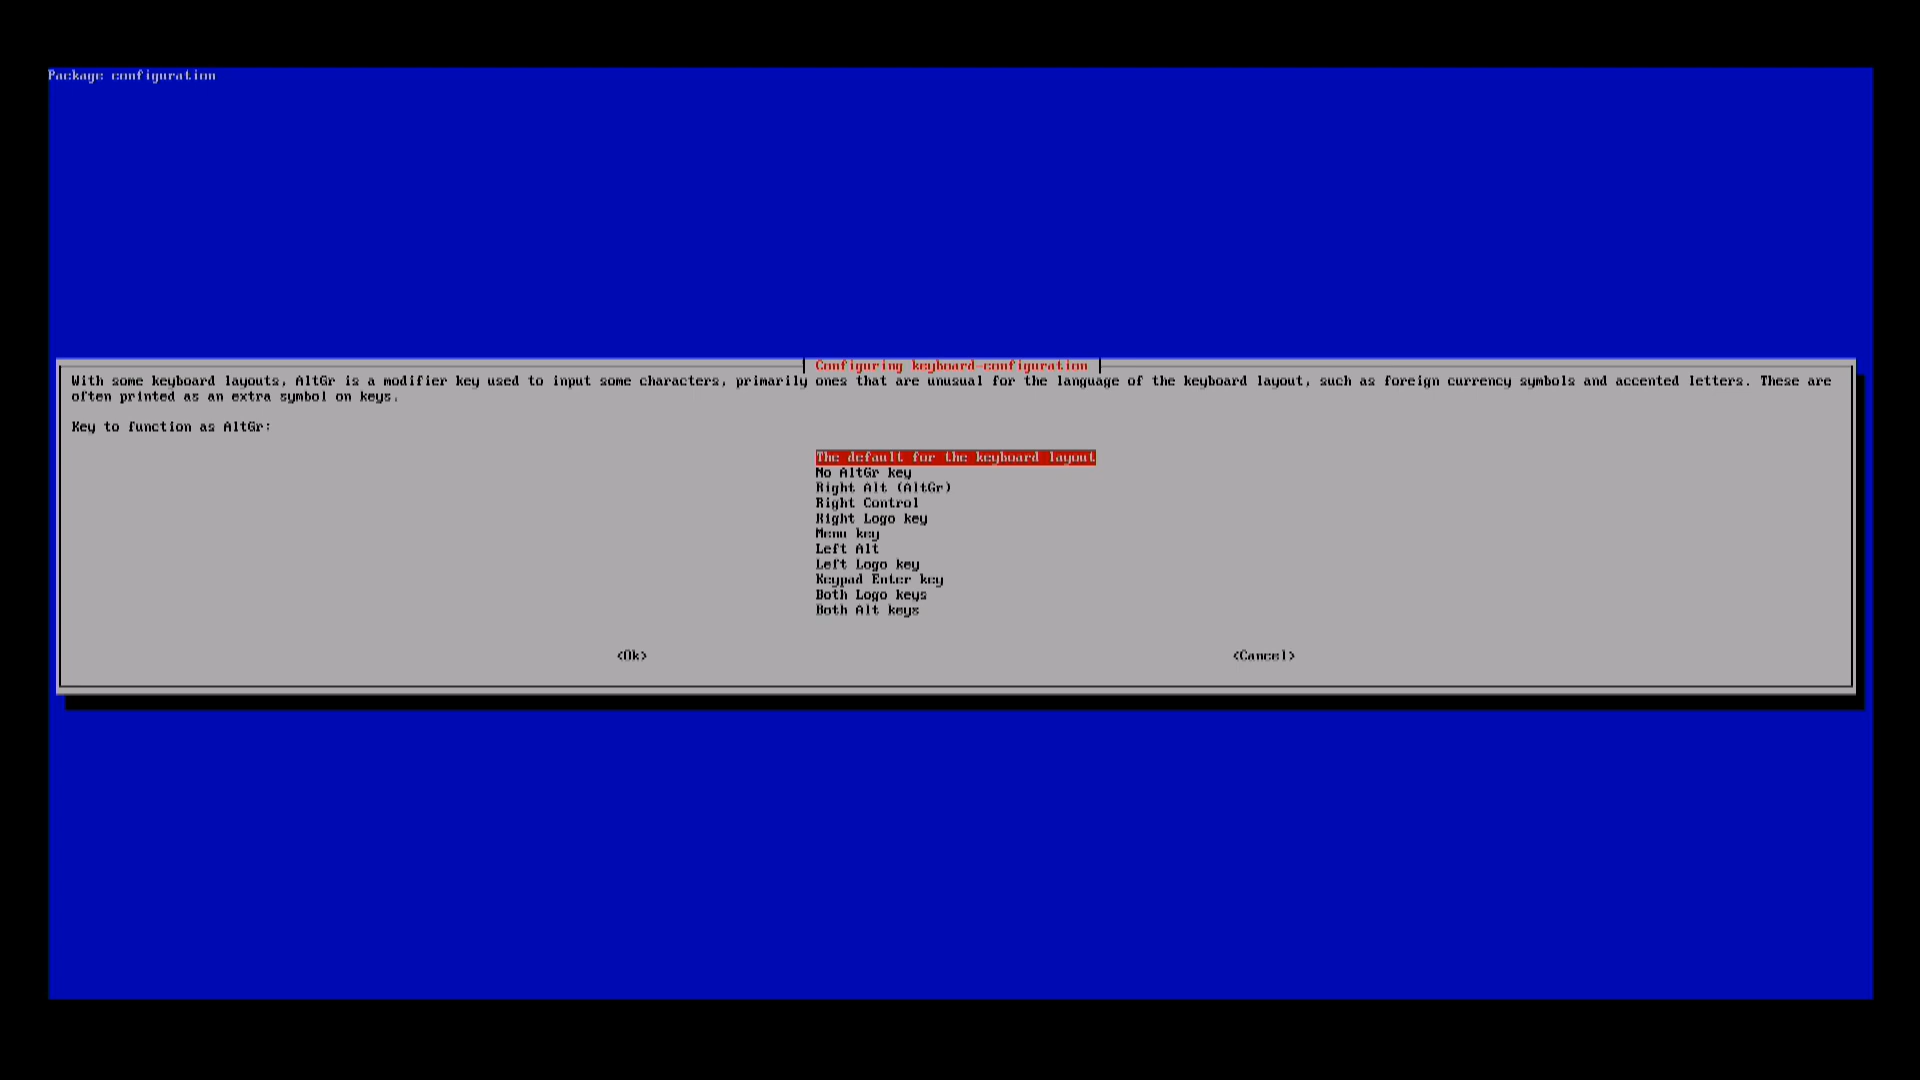 Package configuration
Configuring keyboard-configuration
With some keyboard layouts, AltGr is a modifier key used to input some characters, primarily ones that are unusual for the language of the keyboard layout, such as foreign currency symbols and accented letters. These are
often printed as an extra symbol on keys.
Key to function as AltGr:
The default for the keyboard layout
No AltGr key
Right Alt (AltGr)
Right Control
Right Logo key
Menu key
Left Alt
Left Logo key
Keypad Enter key
Both Logo keys
Both Alt keys
<Ok> <Cancel>